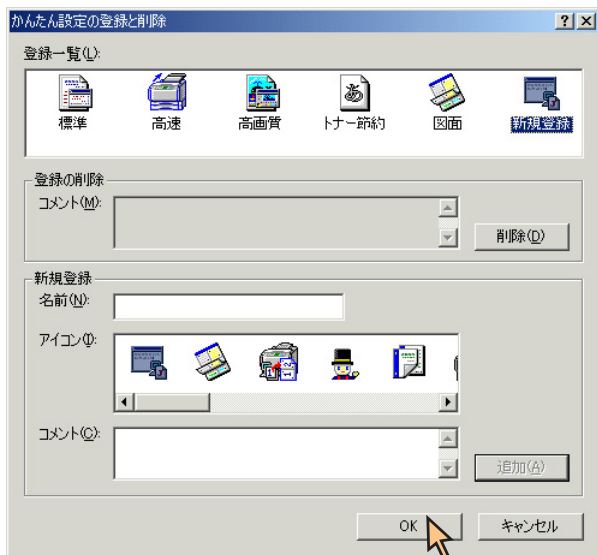 かんたん設定の登録と削除
登録一覧(L):
標準 高速 高画質 トナー節約 図面 新規登録
登録の削除
コメント(M):
削除(D)
新規登録
名前(N):
アイコン(I):
コメント(C):
追加(A)
OK キャンセル